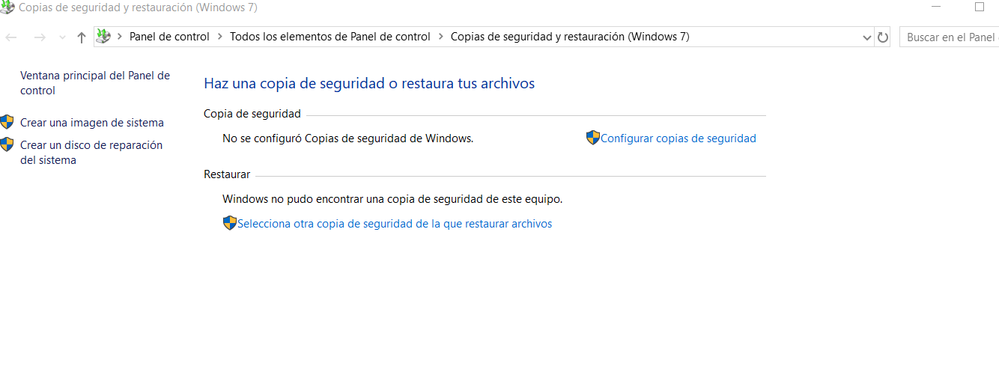 Copias de seguridad y restauración (Windows 7)
Panel de control > Todos los elementos de Panel de control > Copias de seguridad y restauración (Windows 7)
Buscar en el Panel
Ventana principal del Panel de
control
Crear una imagen de sistema
Crear un disco de reparación
del sistema
Haz una copia de seguridad o restaura tus archivos
Copia de seguridad
No se configuró Copias de seguridad de Windows.
Configurar copias de seguridad
Restaurar
Windows no pudo encontrar una copia de seguridad de este equipo.
Selecciona otra copia de seguridad de la que restaurar archivos